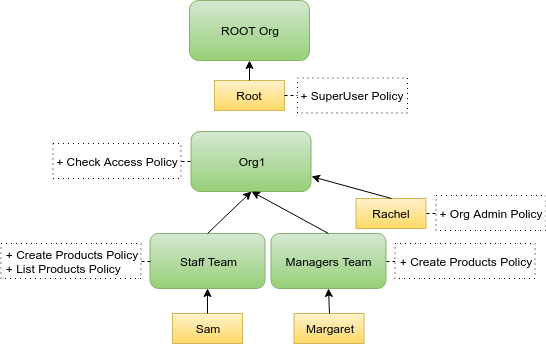 ROOT Org
Root
+ SuperUser Policy
+ Check Access Policy
Org1
Rachel
+ Org Admin Policy
+ Create Products Policy
+ List Products Policy
Staff Team
Managers Team
+ Create Products Policy
Sam
Margaret